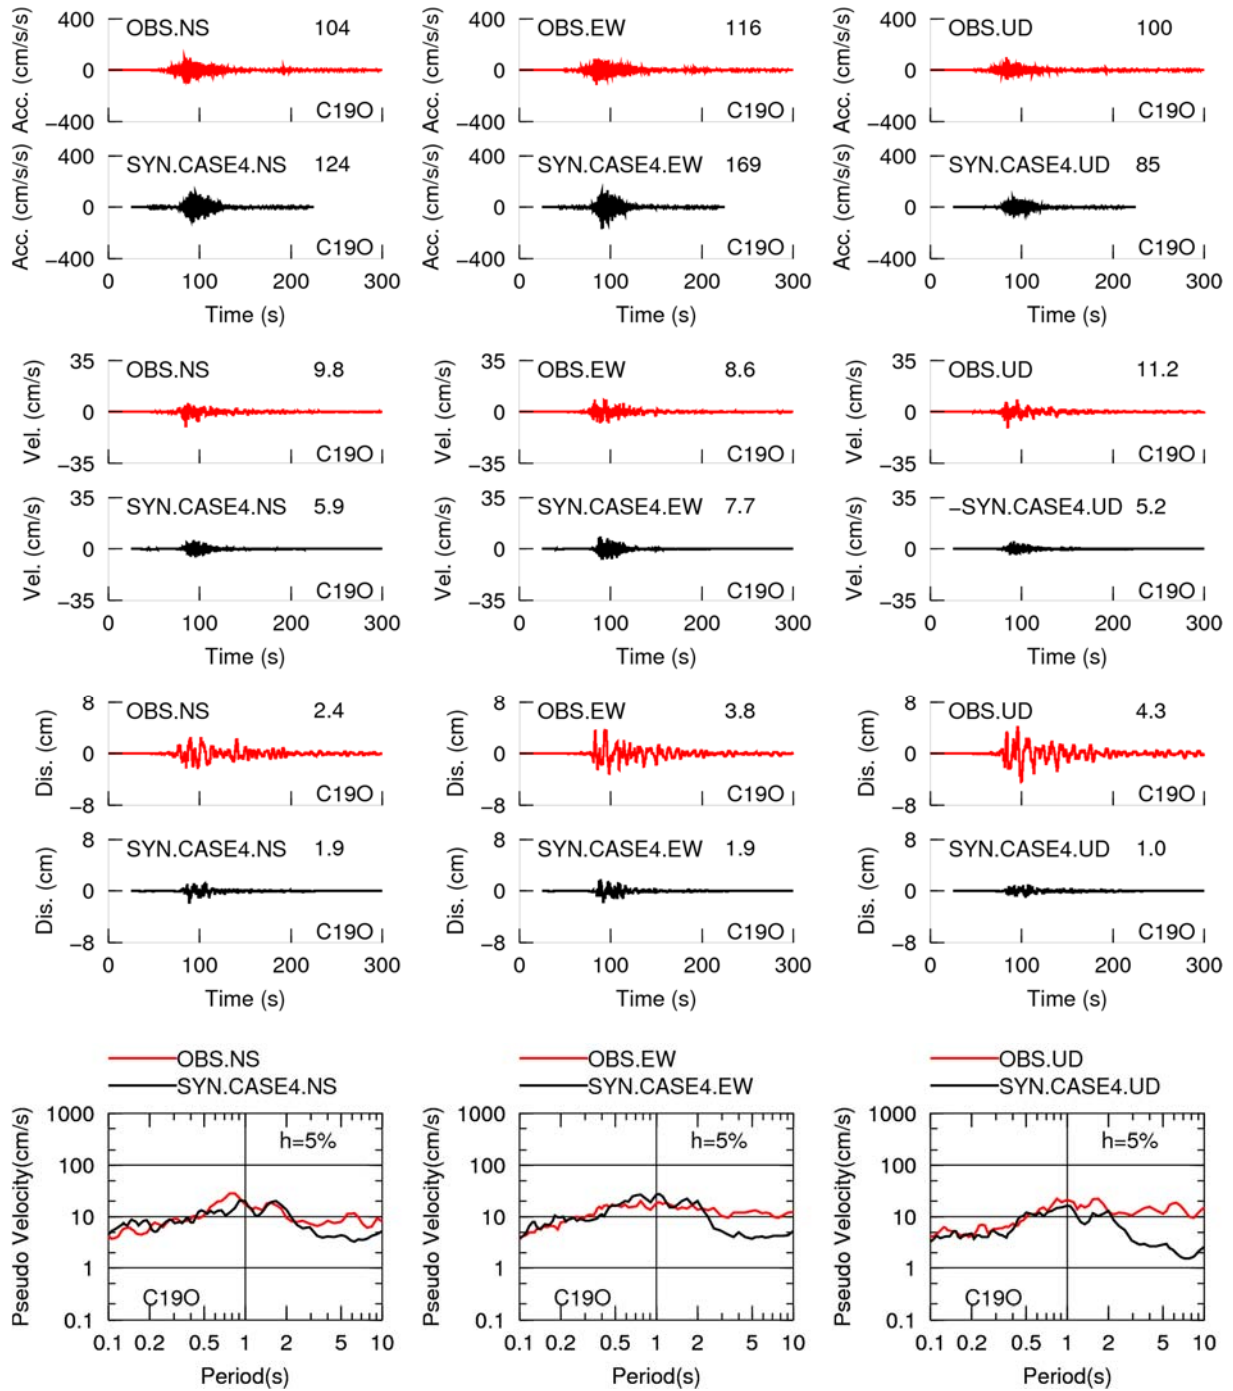 400 OBS.NS 104
Acc. (cm/s/s) 0
−400 C19O
400 OBS.EW 116
Acc. (cm/s/s) 0
−400 C19O
400 OBS.UD 100
Acc. (cm/s/s) 0
−400 C19O
400 SYN.CASE4.NS 124
Acc. (cm/s/s) 0
−400 C19O
0 100 200 300
Time (s)
400 SYN.CASE4.EW 169
Acc. (cm/s/s) 0
−400 C19O
0 100 200 300
Time (s)
400 SYN.CASE4.UD 85
Acc. (cm/s/s) 0
−400 C19O
0 100 200 300
Time (s)
35 OBS.NS 9.8
Vel. (cm/s) 0
−35 C19O
35 OBS.EW 8.6
Vel. (cm/s) 0
−35 C19O
35 OBS.UD 11.2
Vel. (cm/s) 0
−35 C19O
35 SYN.CASE4.NS 5.9
Vel. (cm/s) 0
−35 C19O
0 100 200 300
Time (s)
35 SYN.CASE4.EW 7.7
Vel. (cm/s) 0
−35 C19O
0 100 200 300
Time (s)
35 −SYN.CASE4.UD 5.2
Vel. (cm/s) 0
−35 C19O
0 100 200 300
Time (s)
8 OBS.NS 2.4
Dis. (cm) 0
−8 C19O
8 OBS.EW 3.8
Dis. (cm) 0
−8 C19O
8 OBS.UD 4.3
Dis. (cm) 0
−8 C19O
8 SYN.CASE4.NS 1.9
Dis. (cm) 0
−8 C19O
0 100 200 300
Time (s)
8 SYN.CASE4.EW 1.9
Dis. (cm) 0
−8 C19O
0 100 200 300
Time (s)
8 SYN.CASE4.UD 1.0
Dis. (cm) 0
−8 C19O
0 100 200 300
Time (s)
OBS.NS
SYN.CASE4.NS
Pseudo Velocity(cm/s)
1000
h=5%
100
10
1
C19O
0.1
0.1 0.2 0.5 1 2 5 10
Period(s)
OBS.EW
SYN.CASE4.EW
Pseudo Velocity(cm/s)
1000
h=5%
100
10
1
C19O
0.1
0.1 0.2 0.5 1 2 5 10
Period(s)
OBS.UD
SYN.CASE4.UD
Pseudo Velocity(cm/s)
1000
h=5%
100
10
1
C19O
0.1
0.1 0.2 0.5 1 2 5 10
Period(s)